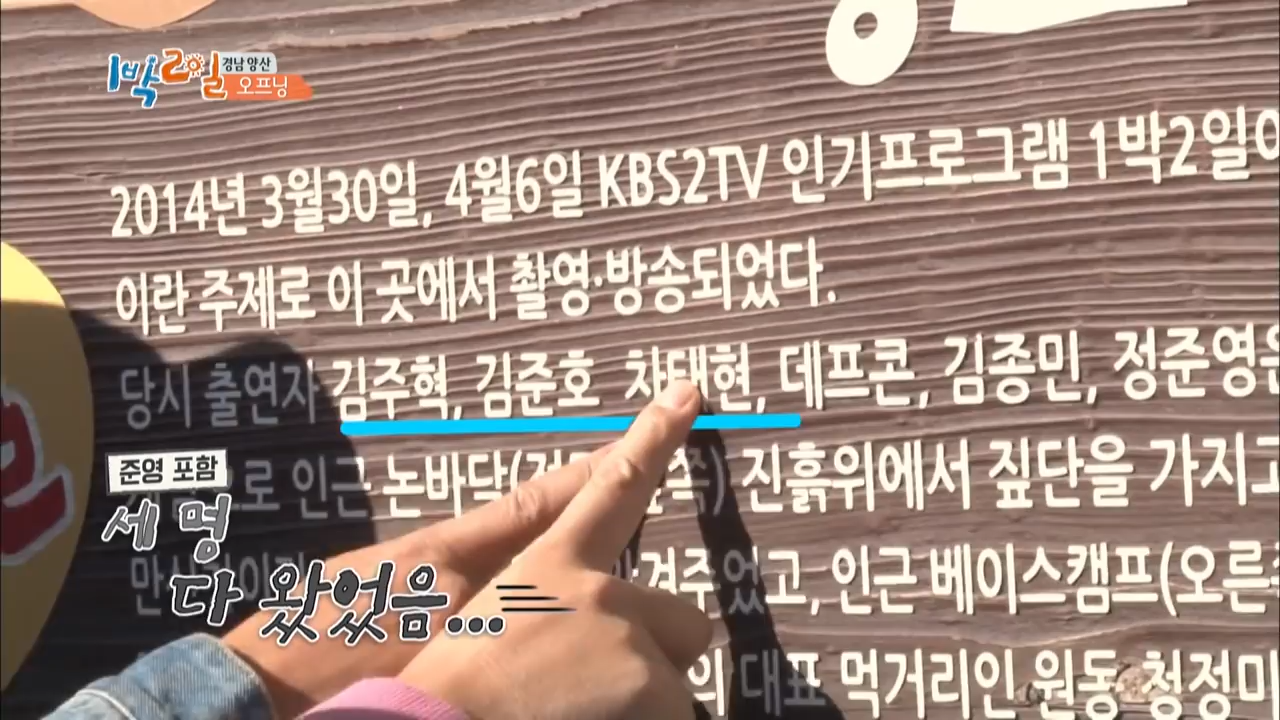 1박2일 경남 양산
오프닝
2014년 3월30일, 4월6일 KBS2TV 인기프로그램 1박2일이
이란 주제로 이 곳에서 촬영·방송되었다.
당시 출연자 김주혁, 김준호 차태현, 데프콘, 김종민, 정준영은
로 인근 논바닥( 쪽) 진흙위에서 짚단을 가지고
겨주었고, 인근 베이스캠프(오른
의 대표 먹거리인 원동 청정미
준영 포함
세 명
다 왔었음...